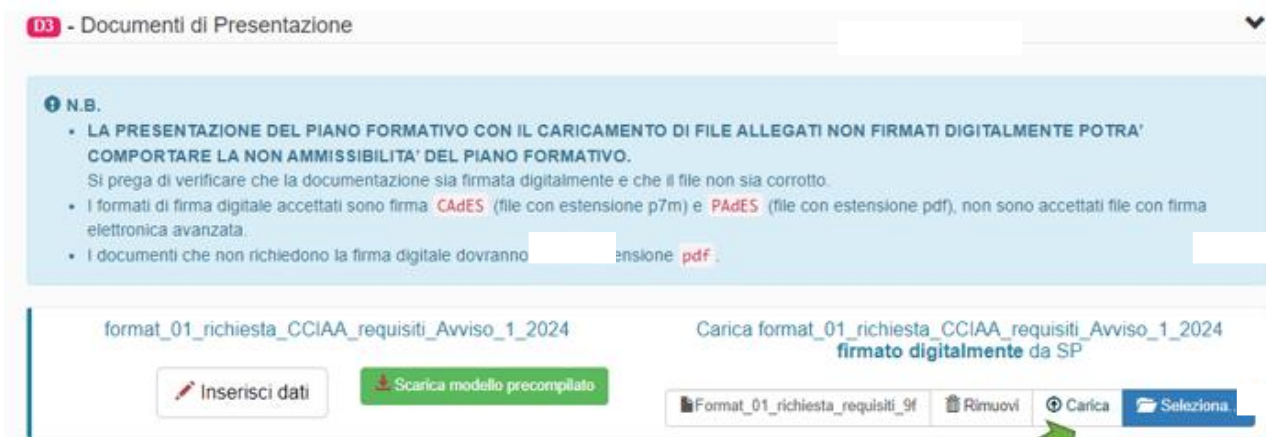 D3 - Documenti di Presentazione
N.B.
• LA PRESENTAZIONE DEL PIANO FORMATIVO CON IL CARICAMENTO DI FILE ALLEGATI NON FIRMATI DIGITALMENTE POTRA'
COMPORTARE LA NON AMMISSIBILITA' DEL PIANO FORMATIVO.
Si prega di verificare che la documentazione sia firmata digitalmente e che il file non sia corrotto.
• I formati di firma digitale accettati sono firma CAdES (file con estensione p7m) e PAdES (file con estensione pdf), non sono accettati file con firma
elettronica avanzata.
• I documenti che non richiedono la firma digitale dovranno ensione pdf .
format_01_richiesta_CCIAA_requisiti_Avviso_1_2024
Carica format_01_richiesta_CCIAA_requisiti_Avviso_1_2024
firmato digitalmente da SP
Inserisci dati
Scarica modello precompilato
Format_01_richiesta_requisiti_9f
Rimuovi
Carica
Seleziona..